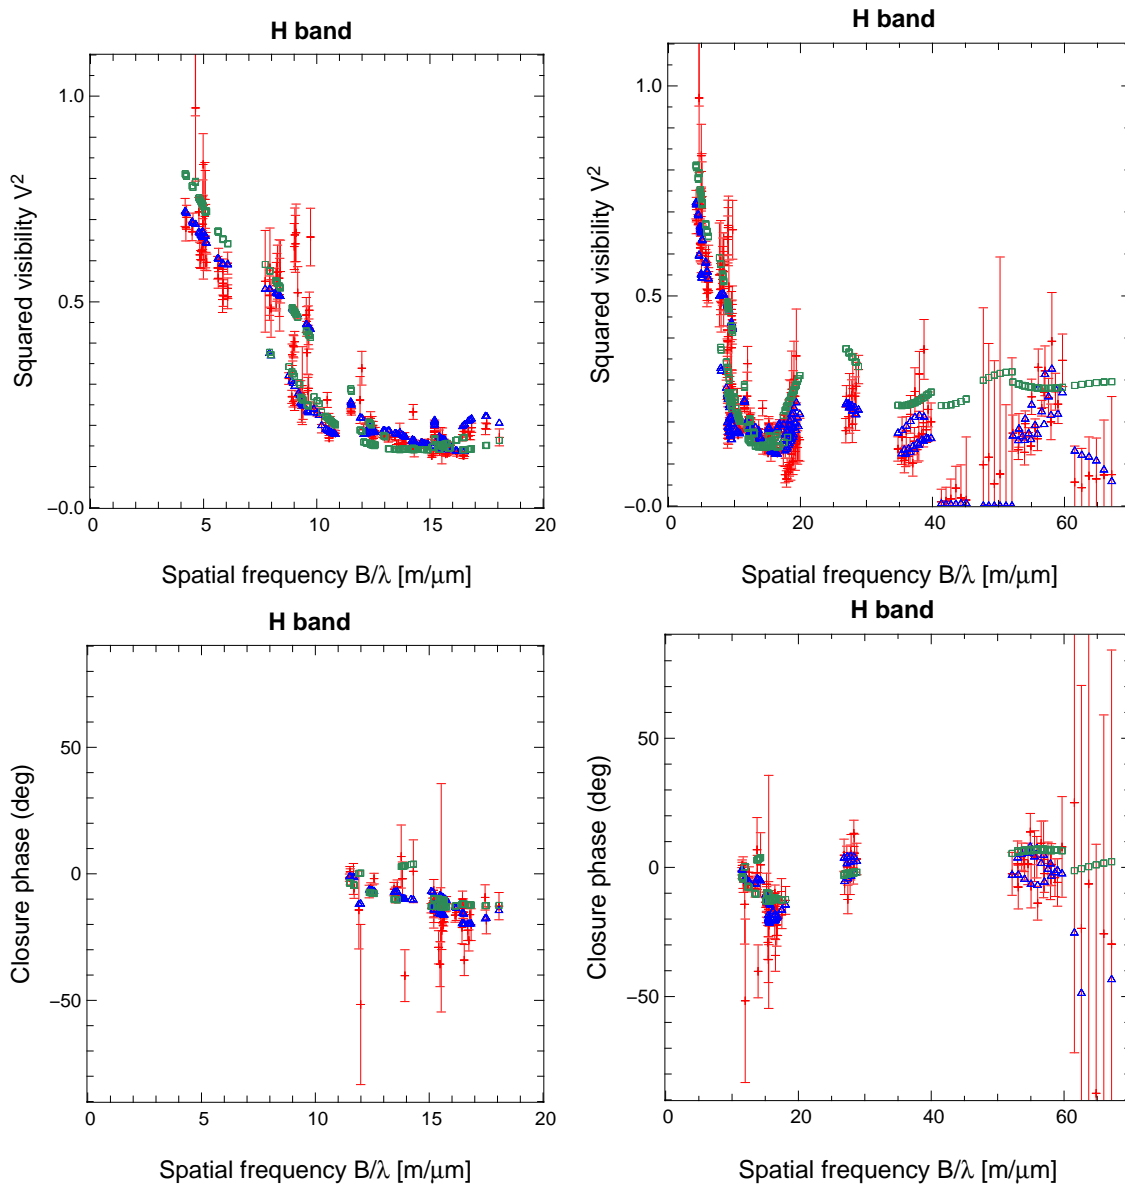 H band
Squared visibility V²
1.0
0.5
−0.0
0 5 10 15 20
Spatial frequency B/λ [m/μm]
H band
Squared visibility V²
1.0
0.5
−0.0
0 20 40 60
Spatial frequency B/λ [m/μm]
H band
Closure phase (deg)
50
0
−50
0 5 10 15 20
Spatial frequency B/λ [m/μm]
H band
Closure phase (deg)
50
0
−50
0 20 40 60
Spatial frequency B/λ [m/μm]